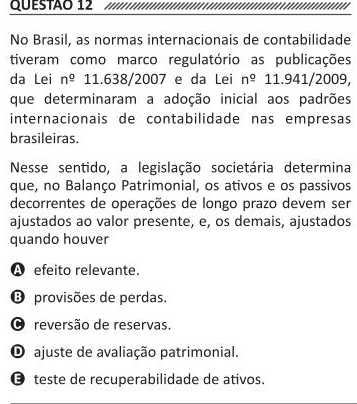 QUESTÃO 12
No Brasil, as normas internacionais de contabilidade
tiveram como marco regulatório as publicações
da Lei nº 11.638/2007 e da Lei nº 11.941/2009,
que determinaram a adoção inicial aos padrões
internacionais de contabilidade nas empresas
brasileiras.
Nesse sentido, a legislação societária determina
que, no Balanço Patrimonial, os ativos e os passivos
decorrentes de operações de longo prazo devem ser
ajustados ao valor presente, e, os demais, ajustados
quando houver
A efeito relevante.
B provisões de perdas.
C reversão de reservas.
D ajuste de avaliação patrimonial.
E teste de recuperabilidade de ativos.